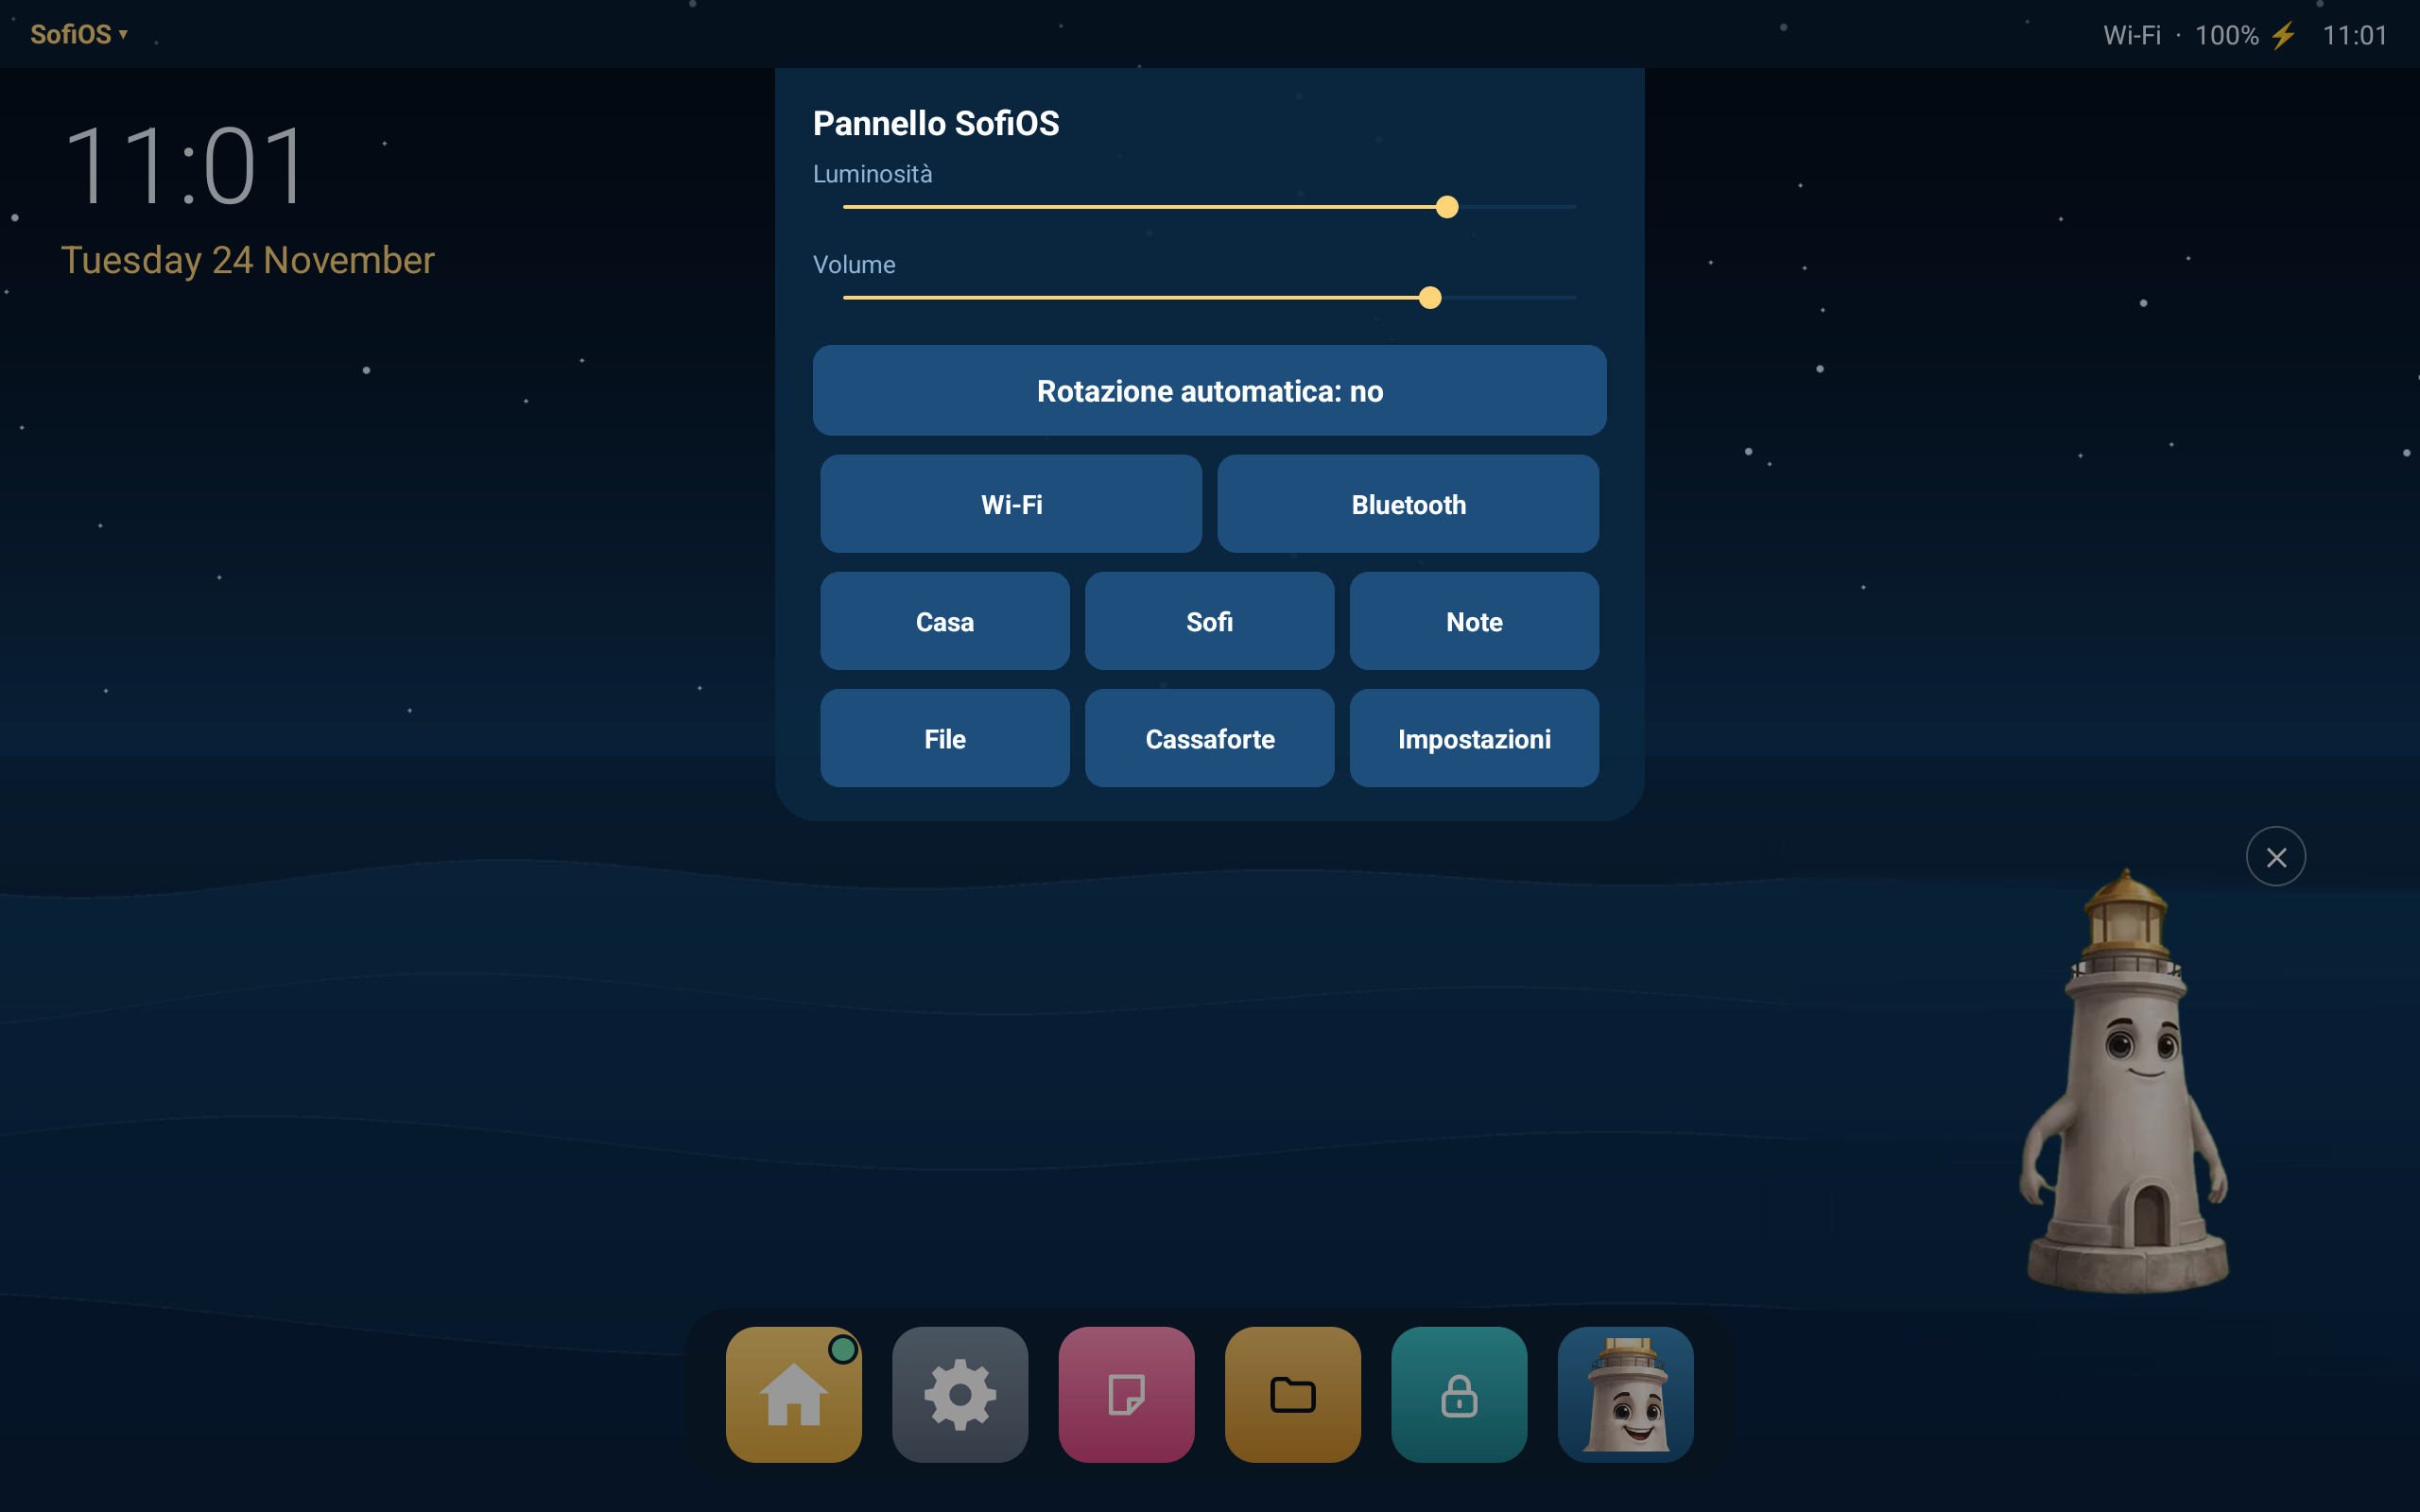 SofiOS ▾
Wi-Fi · 100% ⚡ 11:01
11:01
Tuesday 24 November
Pannello SofiOS
Luminosità
Volume
Rotazione automatica: no
Wi-Fi
Bluetooth
Casa
Sofi
Note
File
Cassaforte
Impostazioni